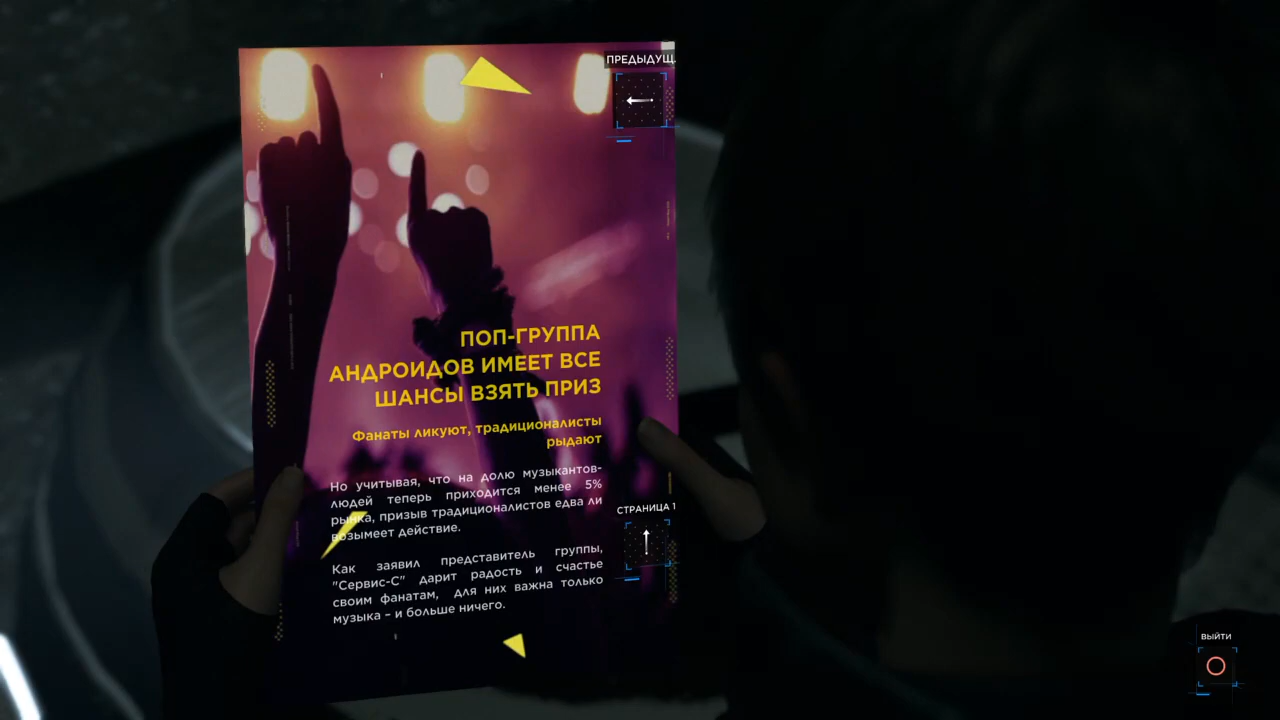 ПРЕДЫДУЩ.
ПОП-ГРУППА
АНДРОИДОВ ИМЕЕТ ВСЕ
ШАНСЫ ВЗЯТЬ ПРИЗ
Фанаты ликуют, традиционалисты
рыдают
Но учитывая, что на долю музыкантов-
людей теперь приходится менее 5%
рынка, призыв традиционалистов едва ли
возымеет действие.
СТРАНИЦА 1
Как заявил представитель группы,
"Сервис-С" дарит радость и счастье
своим фанатам, для них важна только
музыка – и больше ничего.
ВЫЙТИ